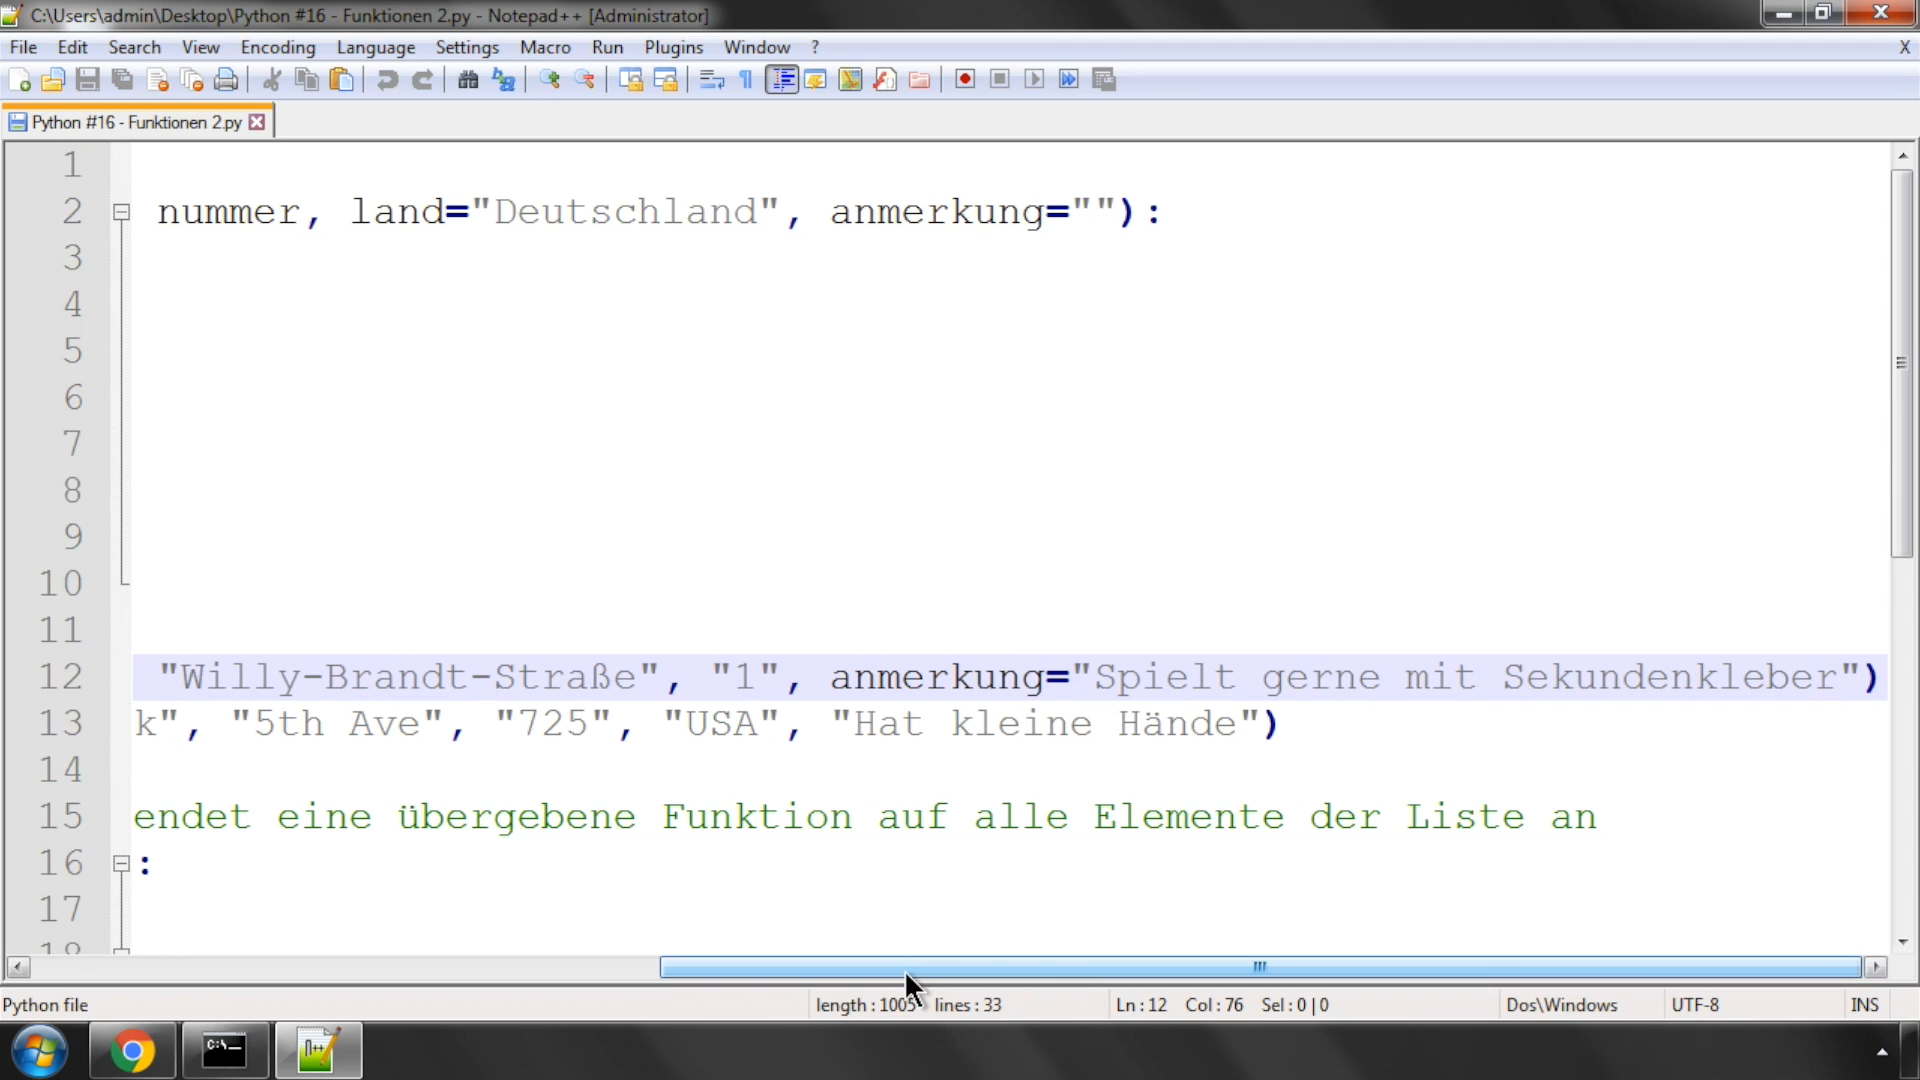 C:\Users\admin\Desktop\Python #16 - Funktionen 2.py - Notepad++ [Administrator]
File Edit Search View Encoding Language Settings Macro Run Plugins Window ? X
Python #16 - Funktionen 2.py
1
2 nummer, land="Deutschland", anmerkung=""):
3
4
5
6
7
8
9
10
11
12 "Willy-Brandt-Straße", "1", anmerkung="Spielt gerne mit Sekundenkleber")
13 k", "5th Ave", "725", "USA", "Hat kleine Hände")
14
15 endet eine übergebene Funktion auf alle Elemente der Liste an
16 :
17
18
Python file length : 1005 lines : 33 Ln : 12 Col : 76 Sel : 0 | 0 Dos\Windows UTF-8 INS